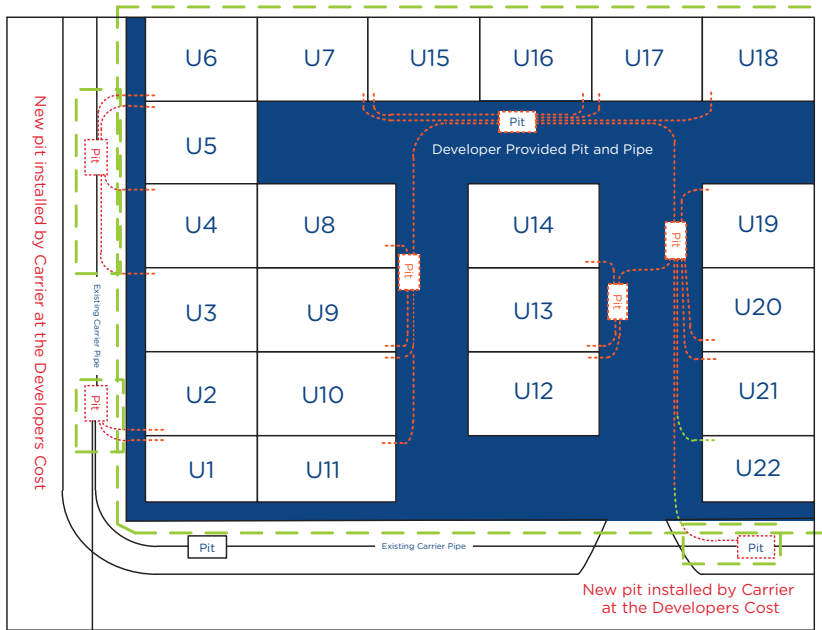 U6
U7
U15
U16
U17
U18
Pit
Developer Provided Pit and Pipe
New pit installed by Carrier at the Developers Cost
Pit
U5
U4
U8
U14
U19
Pit
Pit
Pit
Existing Carrier Pipe
U3
U9
U13
U20
U2
U10
U12
U21
Pit
U1
U11
U22
Pit
Existing Carrier Pipe
Pit
New pit installed by Carrier
at the Developers Cost